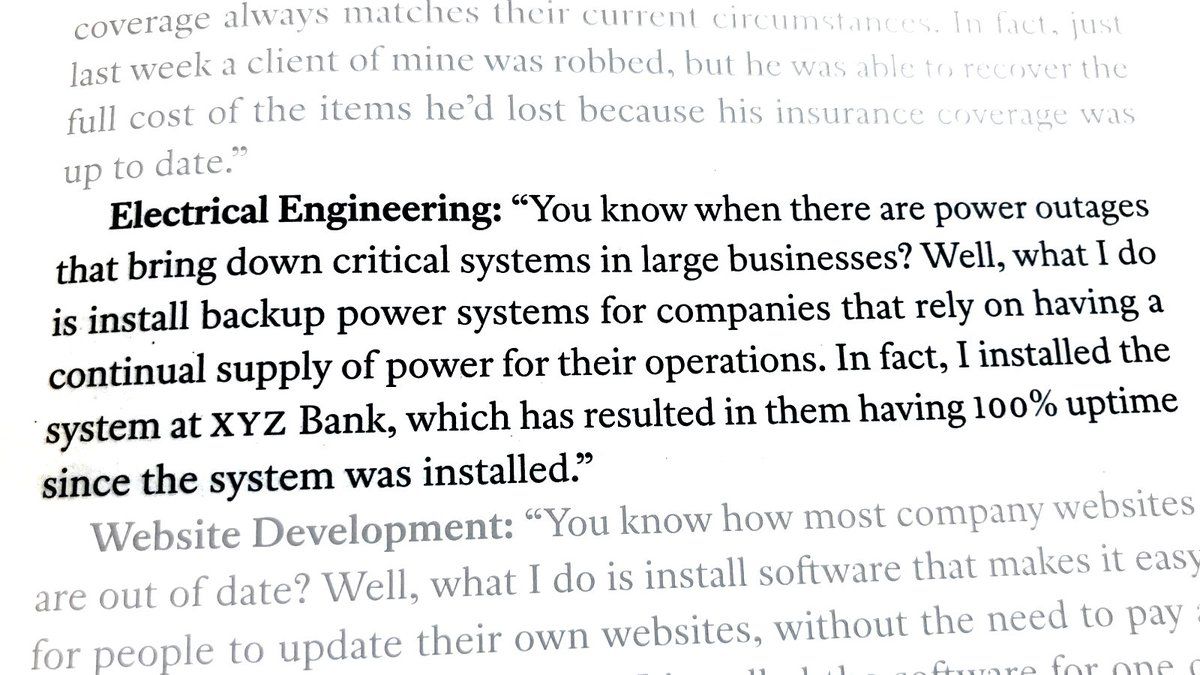 coverage always matches their current circumstances. In fact, just
last week a client of mine was robbed, but he was able to recover the
full cost of the items he’d lost because his insurance coverage was
up to date.”
Electrical Engineering: “You know when there are power outages
that bring down critical systems in large businesses? Well, what I do
is install backup power systems for companies that rely on having a
continual supply of power for their operations. In fact, I installed the
system at XYZ Bank, which has resulted in them having 100% uptime
since the system was installed.”
Website Development: “You know how most company websites
are out of date? Well, what I do is install software that makes it easy
for people to update their own websites, without the need to pay
the software for one